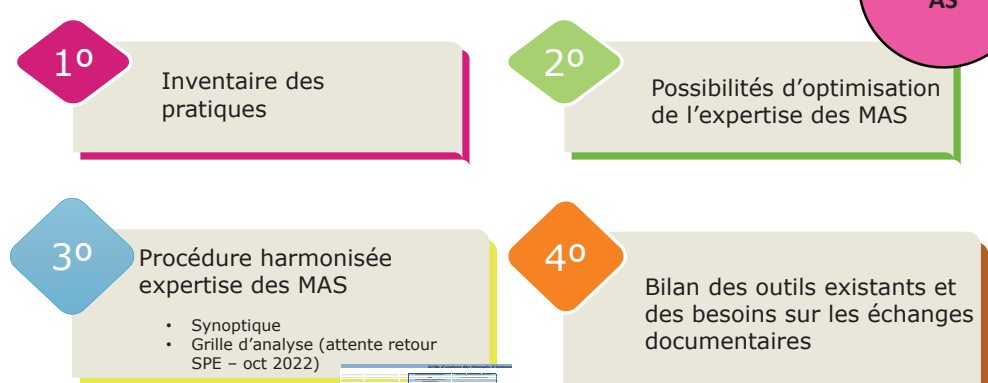 AS
1º
Inventaire des
pratiques
2º
Possibilités d’optimisation
de l’expertise des MAS
3º
Procédure harmonisée
expertise des MAS
• Synoptique
• Grille d’analyse (attente retour
SPE – oct 2022)
4º
Bilan des outils existants et
des besoins sur les échanges
documentaires